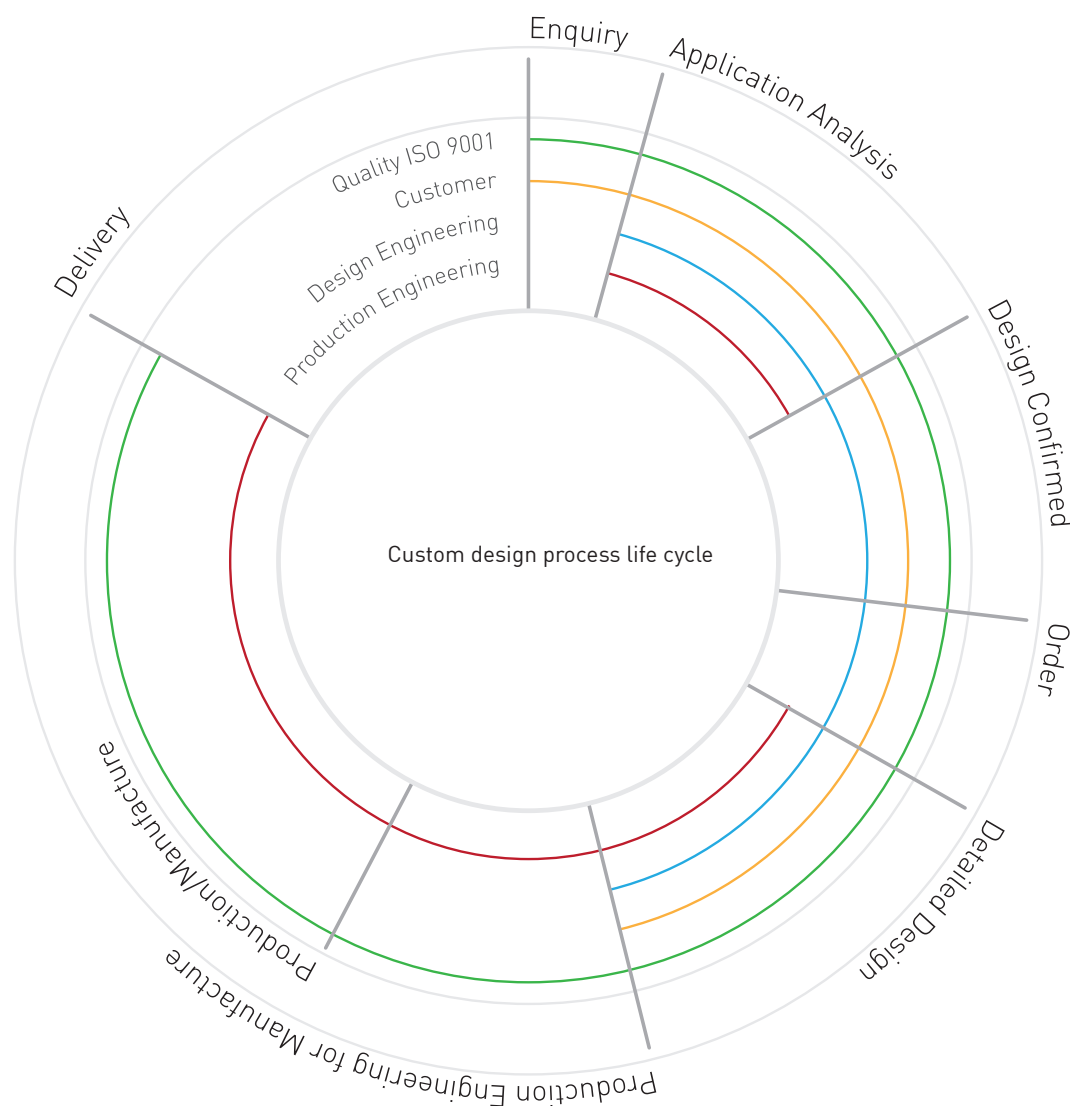 Enquiry
Application Analysis
Design Confirmed
Order
Detailed Design
Production Engineering for Manufacture
Production/Manufacture
Delivery
Quality ISO 9001
Customer
Design Engineering
Production Engineering
Custom design process life cycle